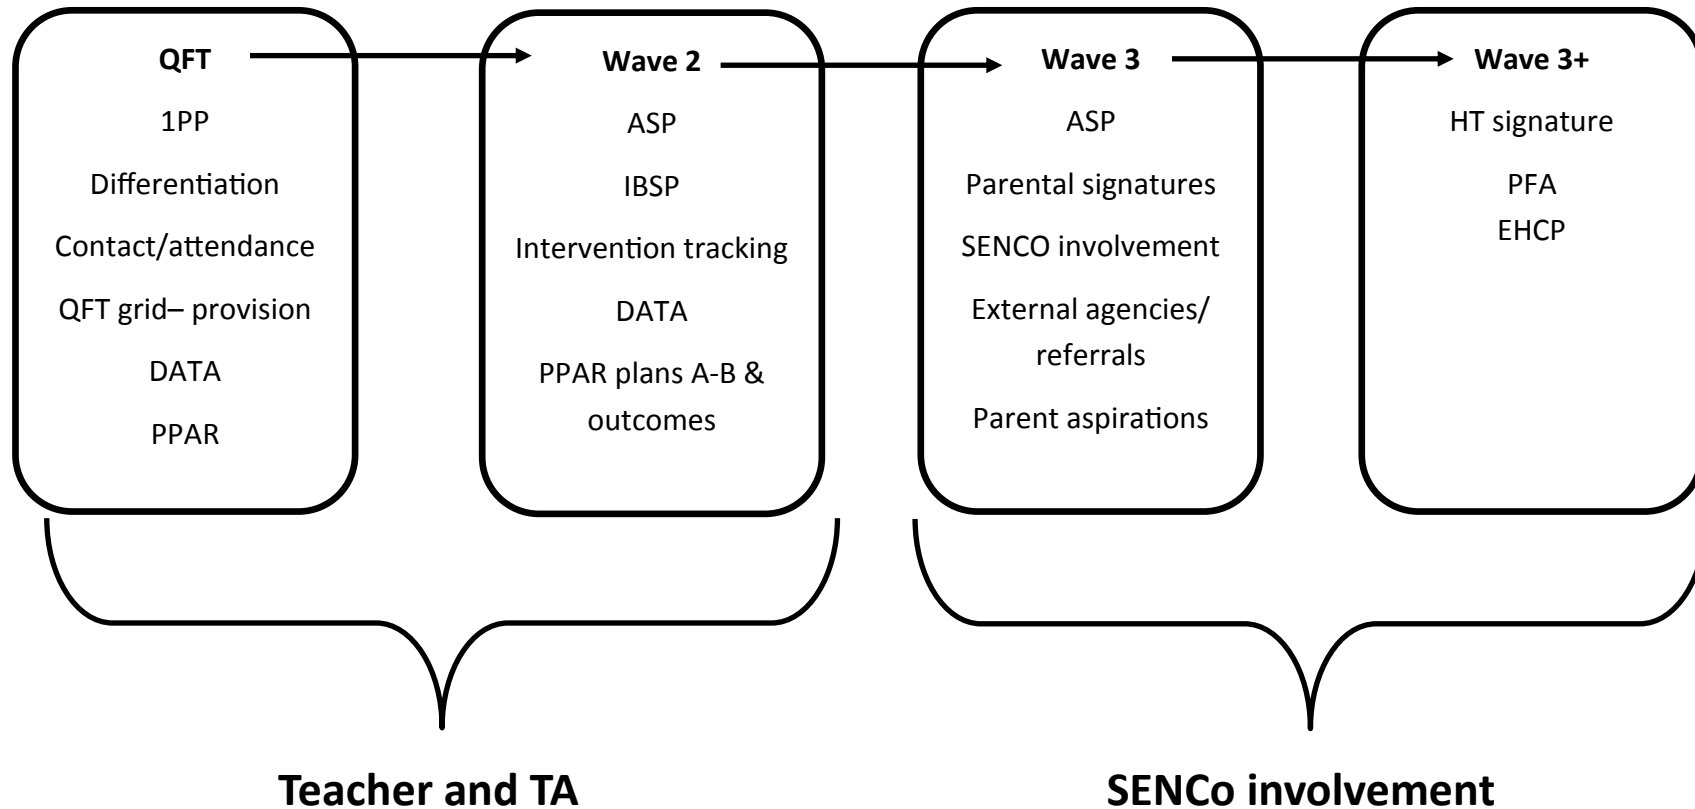 QFT
1PP
Differentiation
Contact/attendance
QFT grid– provision
DATA
PPAR
Wave 2
ASP
IBSP
Intervention tracking
DATA
PPAR plans A-B &
outcomes
Wave 3
ASP
Parental signatures
SENCO involvement
External agencies/
referrals
Parent aspirations
Wave 3+
HT signature
PFA
EHCP
Teacher and TA
SENCo involvement